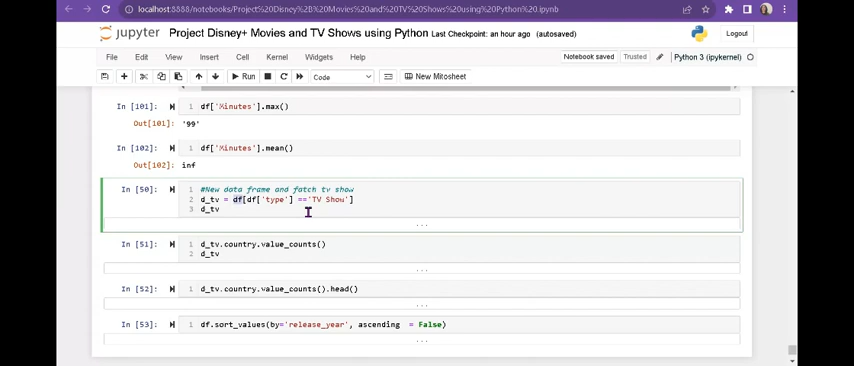 localhost:8888/notebooks/Project%20Disney%2B%20Movies%20and%20TV%20Shows%20using%20Python%20.ipynb
jupyter Project Disney+ Movies and TV Shows using Python Last Checkpoint: an hour ago (autosaved)
Logout
File Edit View Insert Cell Kernel Widgets Help
Notebook saved Trusted Python 3 (ipykernel)
Run Code New Mitosheet
In [101]: 1 df['Minutes'].max()
Out[101]: '99'
In [102]: 1 df['Minutes'].mean()
Out[102]: inf
In [50]: 1 #New data frame and fatch tv show
2 d_tv = df[df['type'] =='TV Show']
3 d_tv
...
In [51]: 1 d_tv.country.value_counts()
2 d_tv
...
In [52]: 1 d_tv.country.value_counts().head()
...
In [53]: 1 df.sort_values(by='release_year', ascending = False)
...